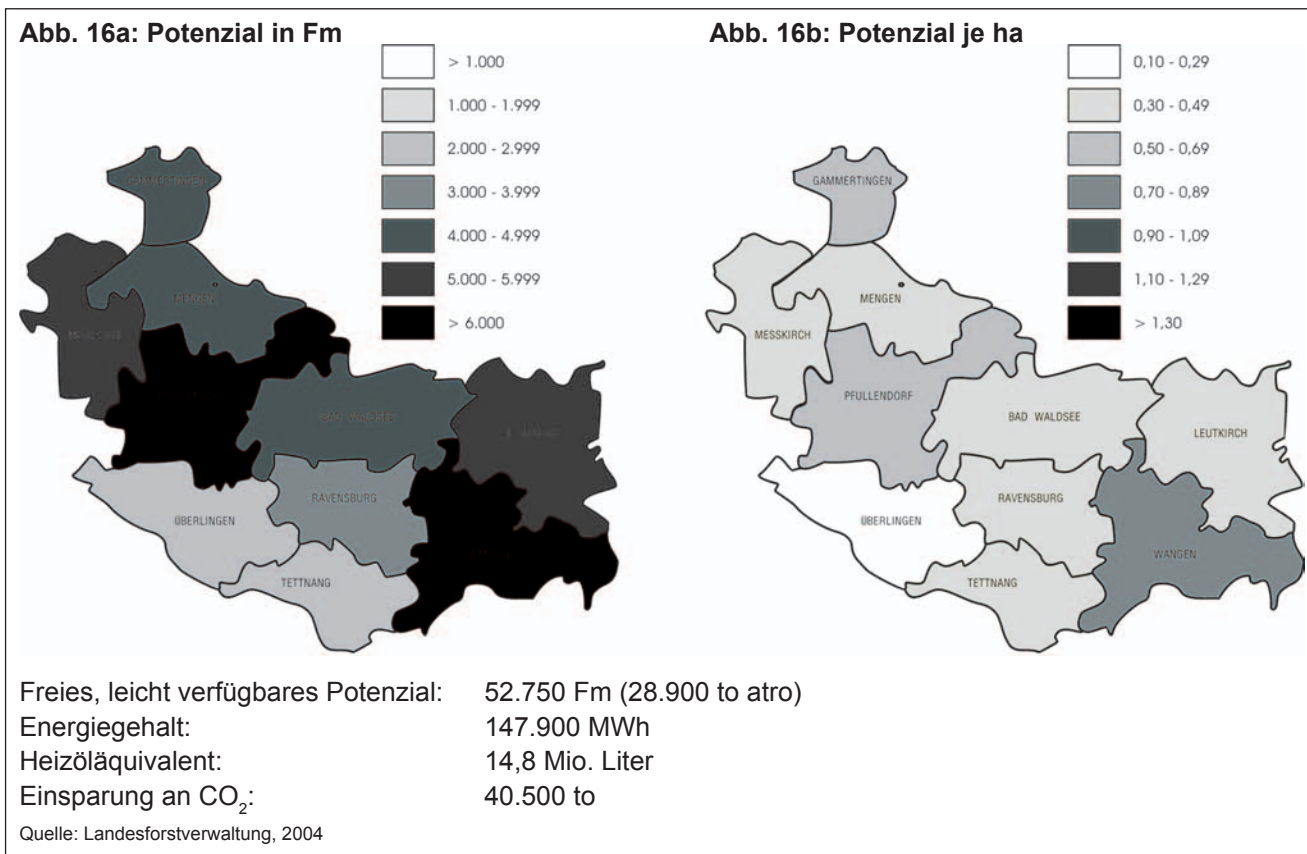 Abb. 16a: Potenzial in Fm
> 1.000
1.000 - 1.999
2.000 - 2.999
3.000 - 3.999
4.000 - 4.999
5.000 - 5.999
> 6.000
GAMMERTINGEN
MENGEN
BAD WALDSEE
RAVENSBURG
ÜBERLINGEN
TETTNANG
Abb. 16b: Potenzial je ha
0,10 - 0,29
0,30 - 0,49
0,50 - 0,69
0,70 - 0,89
0,90 - 1,09
1,10 - 1,29
> 1,30
GAMMERTINGEN
MENGEN
MESSKIRCH
PFULLENDORF
BAD WALDSEE
LEUTKIRCH
RAVENSBURG
ÜBERLINGEN
WANGEN
TETTNANG
Freies, leicht verfügbares Potenzial: 52.750 Fm (28.900 to atro)
Energiegehalt: 147.900 MWh
Heizöläquivalent: 14,8 Mio. Liter
Einsparung an CO₂: 40.500 to
Quelle: Landesforstverwaltung, 2004